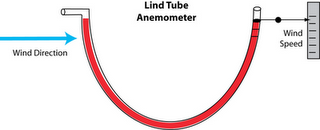 Lind Tube
Anemometer
Wind Direction
Wind
Speed